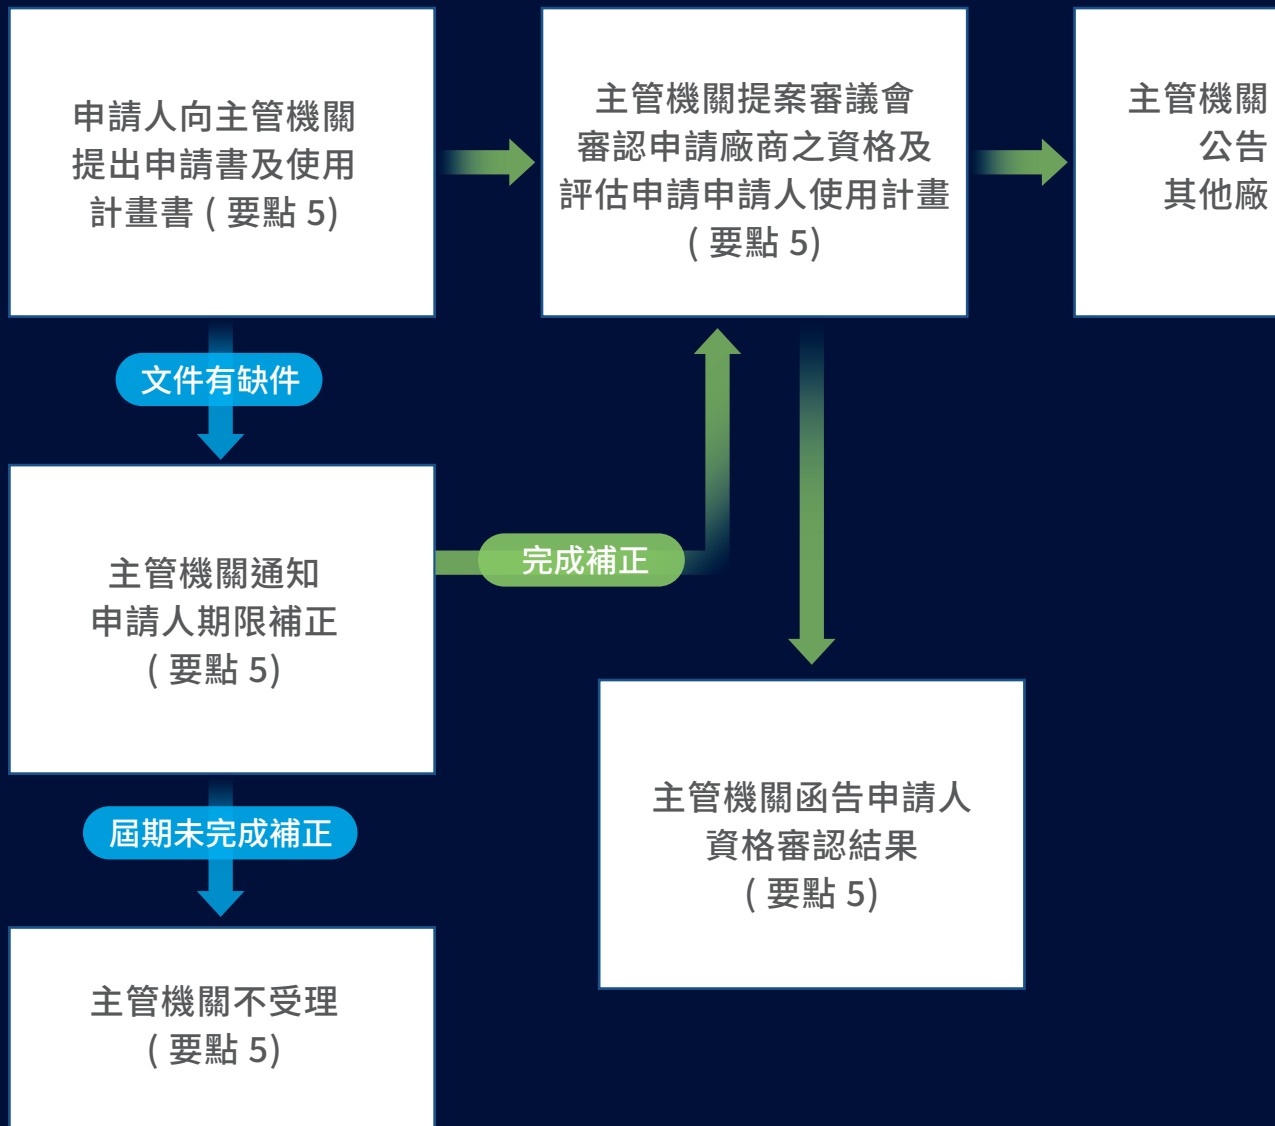 申請人向主管機關
提出申請書及使用
計畫書 ( 要點 5)
主管機關提案審議會
審認申請廠商之資格及
評估申請申請人使用計畫
( 要點 5)
主管機關
公告
其他廠
文件有缺件
主管機關通知
申請人期限補正
( 要點 5)
完成補正
屆期未完成補正
主管機關函告申請人
資格審認結果
( 要點 5)
主管機關不受理
( 要點 5)